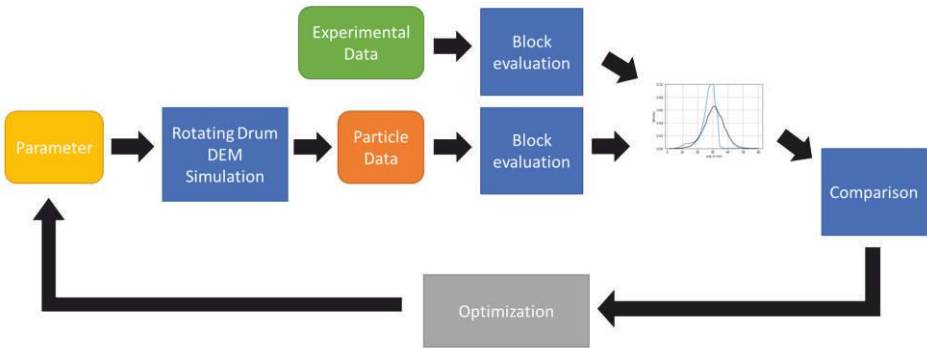 Experimental
Data
Block
evaluation
Parameter
Rotating Drum
DEM
Simulation
Particle
Data
Block
evaluation
Comparison
Optimization